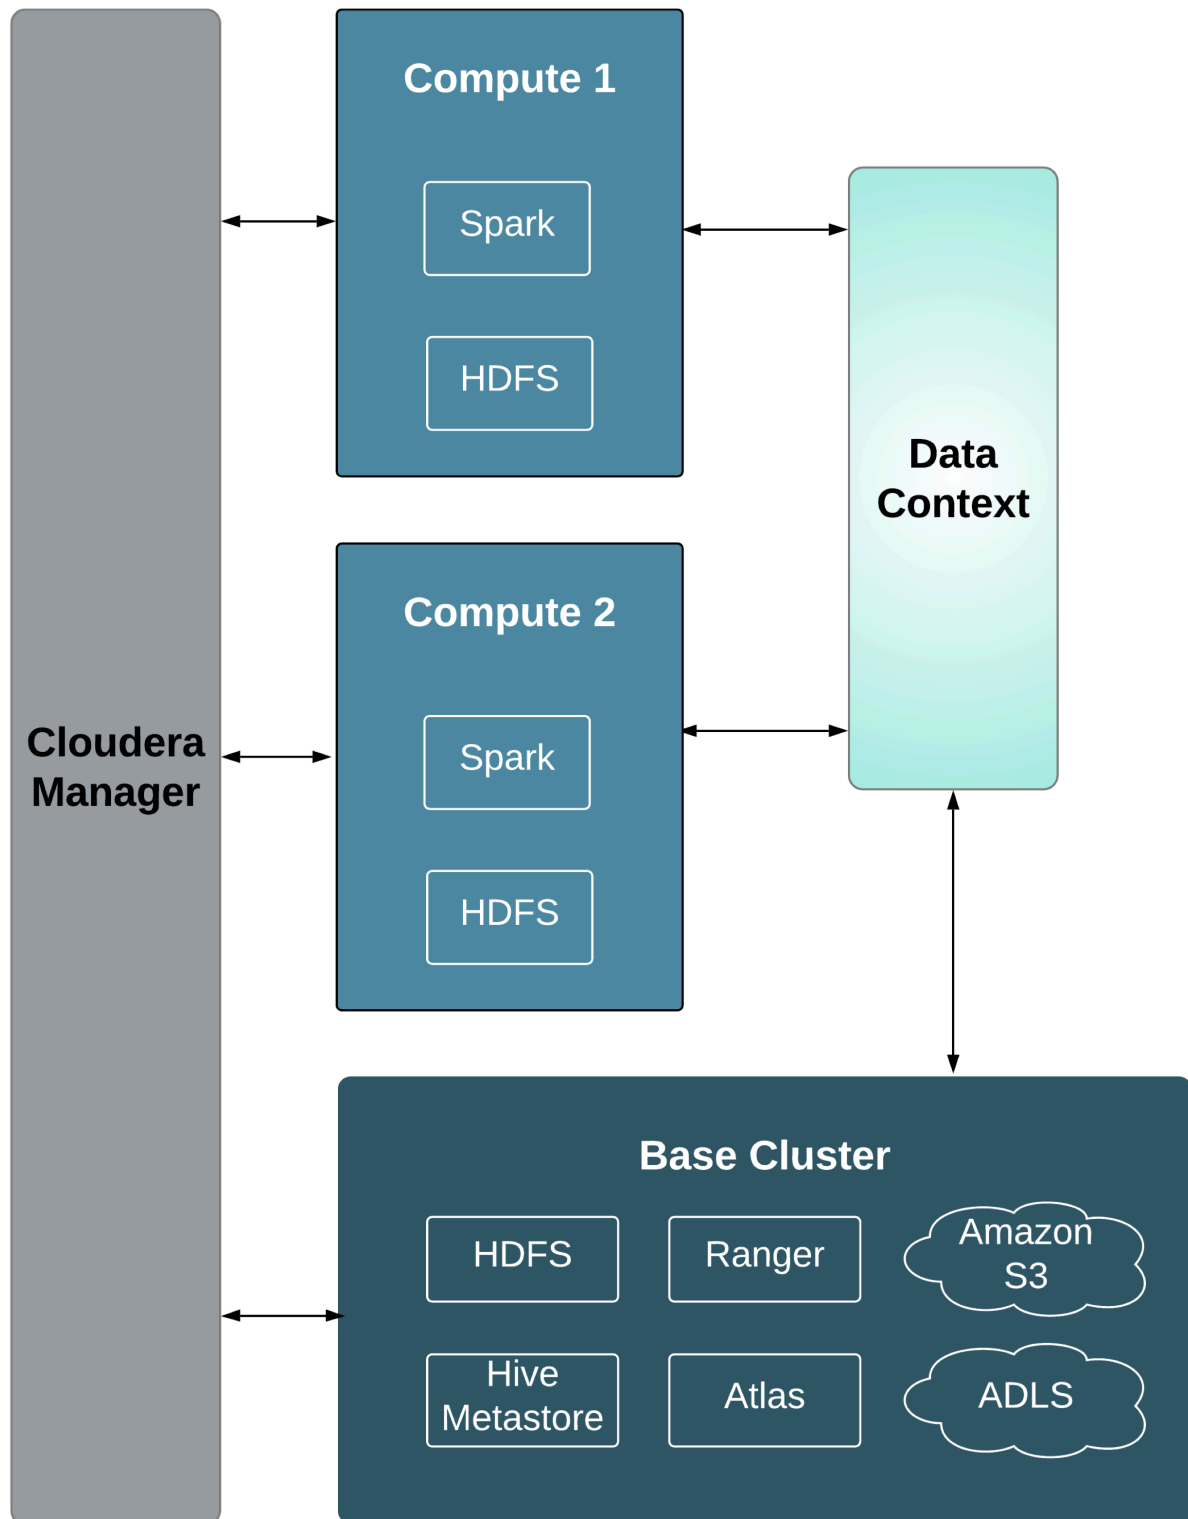 Cloudera
Manager
Compute 1
Spark
HDFS
Compute 2
Spark
HDFS
Data
Context
Base Cluster
HDFS
Ranger
Amazon
S3
Hive
Metastore
Atlas
ADLS